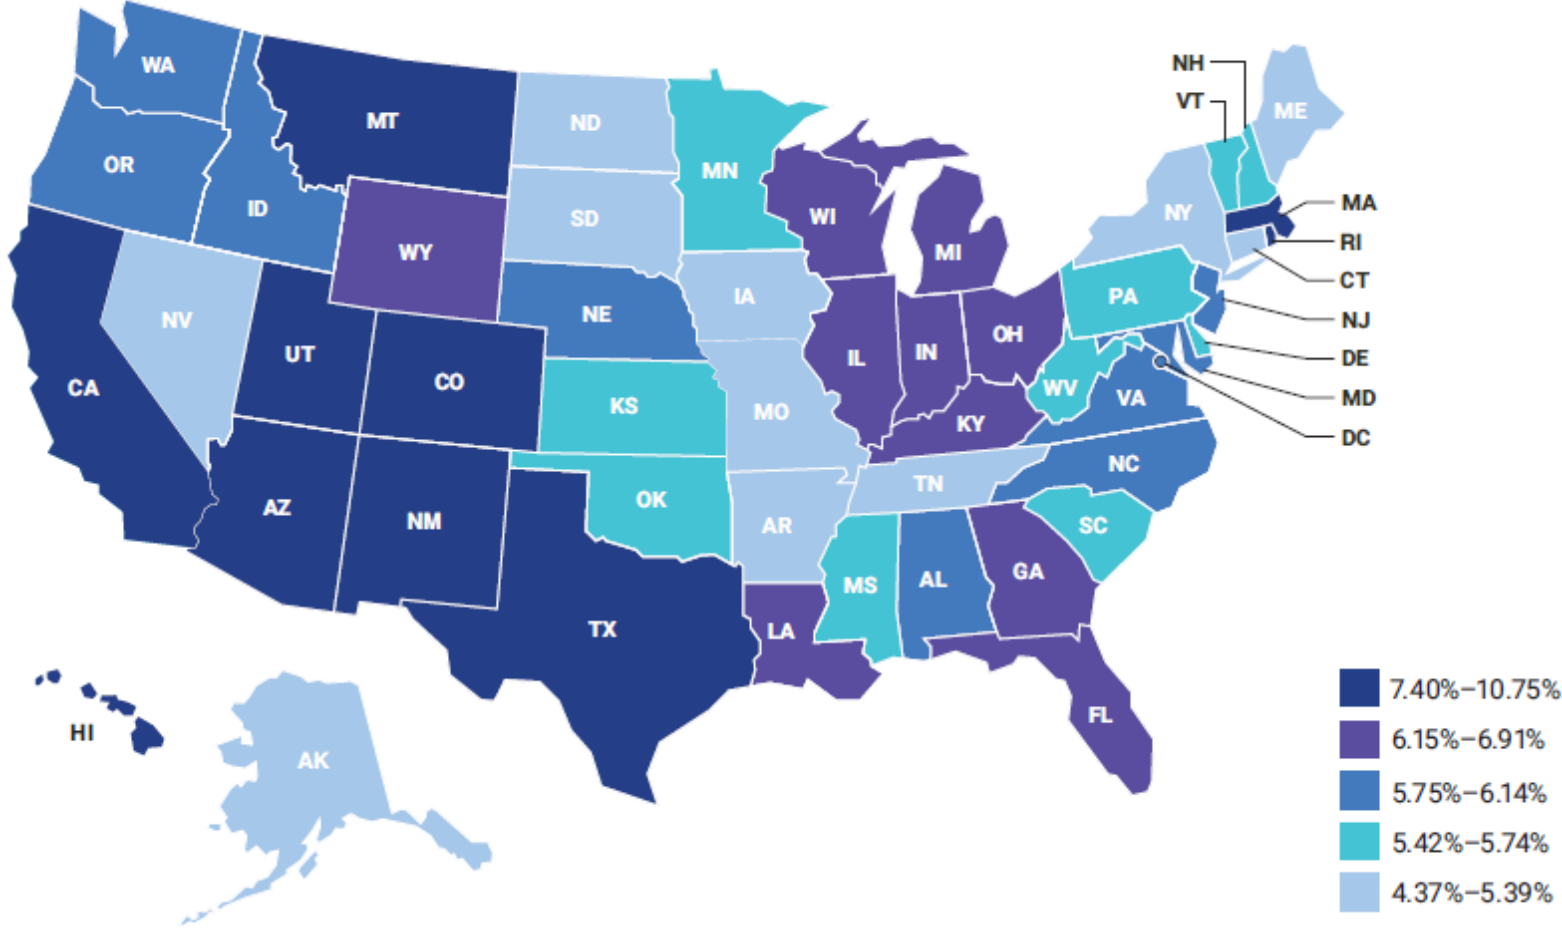 WA
OR
ID
MT
ND
MN
WI
MI
NH
VT
ME
NY
MA
RI
CT
NJ
DE
MD
DC
SD
WY
NV
CA
UT
CO
NE
IA
IL
IN
OH
PA
WV
VA
KS
MO
KY
NC
TN
SC
AZ
NM
OK
AR
MS
AL
GA
TX
LA
FL
HI
AK
7.40%–10.75%
6.15%–6.91%
5.75%–6.14%
5.42%–5.74%
4.37%–5.39%